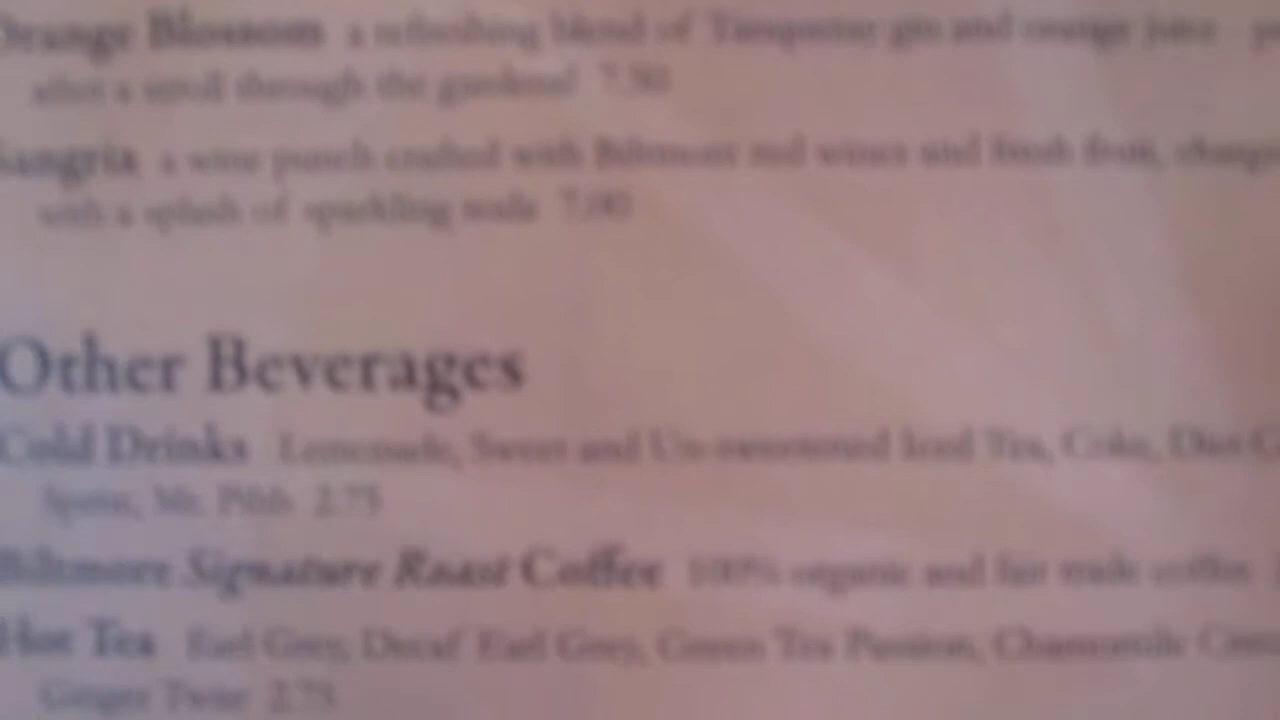 Orange Blossom a refreshing blend of Tanqueray gin and orange juice
after a stroll through the gardens! 7.50
Sangria a wine punch crafted with Biltmore red wines and fresh fruit,
with a splash of sparkling soda 7.00
Other Beverages
Cold Drinks Lemonade, Sweet and Un-sweetened Iced Tea, Coke, Diet
Sprite, Mr. Pibb 2.75
Biltmore Signature Roast Coffee 100% organic and fair trade coffee
Hot Tea Earl Grey, Decaf Earl Grey, Green Tea Passion, Chamomile
Ginger Twist 2.75